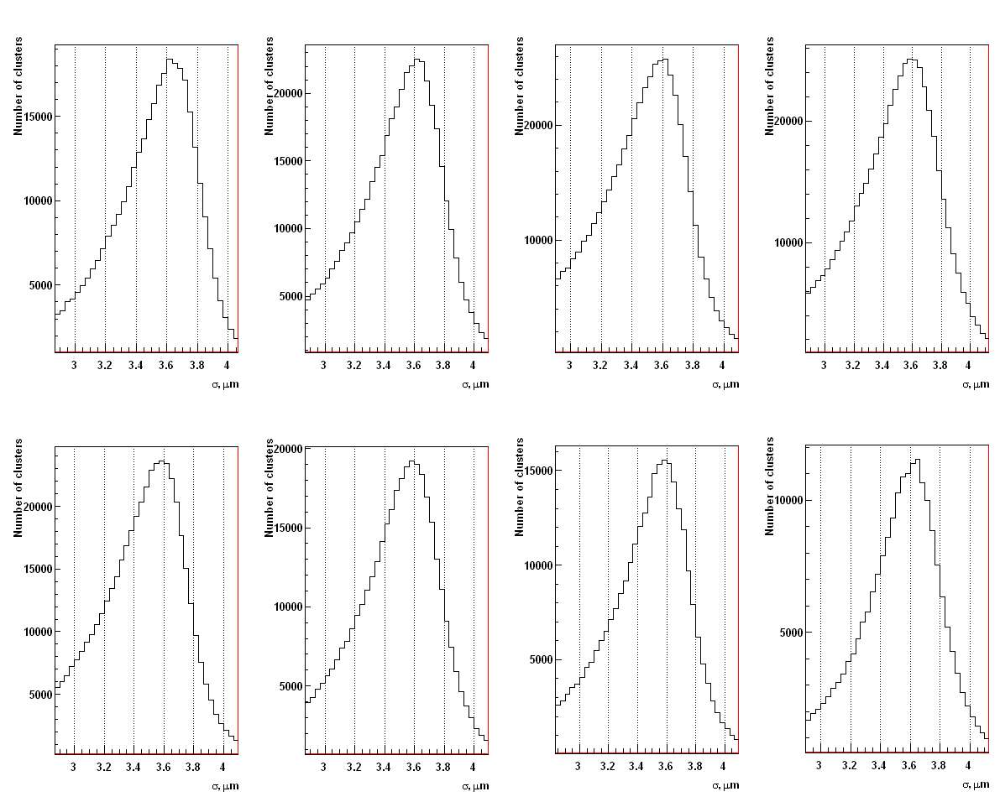 Number of clusters
15000
10000
5000
3 3.2 3.4 3.6 3.8 4
σ, μm
Number of clusters
20000
15000
10000
5000
3 3.2 3.4 3.6 3.8 4
σ, μm
Number of clusters
20000
10000
3 3.2 3.4 3.6 3.8 4
σ, μm
Number of clusters
20000
10000
3 3.2 3.4 3.6 3.8 4
σ, μm
Number of clusters
20000
15000
10000
5000
3 3.2 3.4 3.6 3.8 4
σ, μm
Number of clusters
20000
15000
10000
5000
3 3.2 3.4 3.6 3.8 4
σ, μm
Number of clusters
15000
10000
5000
3 3.2 3.4 3.6 3.8 4
σ, μm
Number of clusters
10000
5000
3 3.2 3.4 3.6 3.8 4
σ, μm